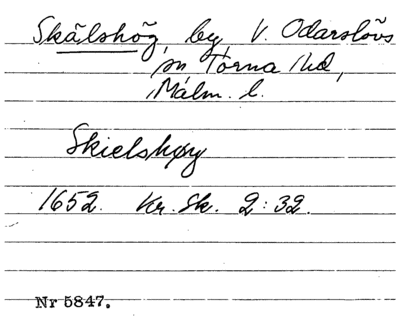 Skälshög, by, V. Odarslövs
sn Torna hd,
Malm. l.
Skielshøy
1652. Kr. Sk. 2:32.
Nr 5847.